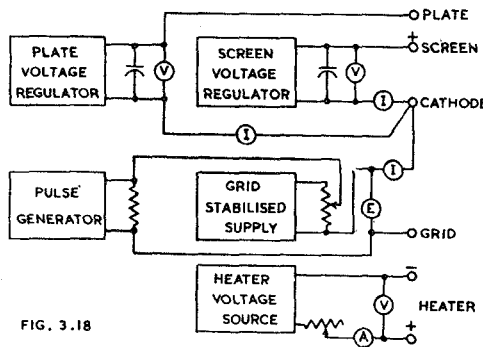 PLATE
PLATE
VOLTAGE
REGULATOR
V
SCREEN
VOLTAGE
REGULATOR
V
+
SCREEN
I
CATHODE
I
PULSE
GENERATOR
GRID
STABILISED
SUPPLY
I
E
GRID
HEATER
VOLTAGE
SOURCE
V
A
−
HEATER
+
FIG. 3.18